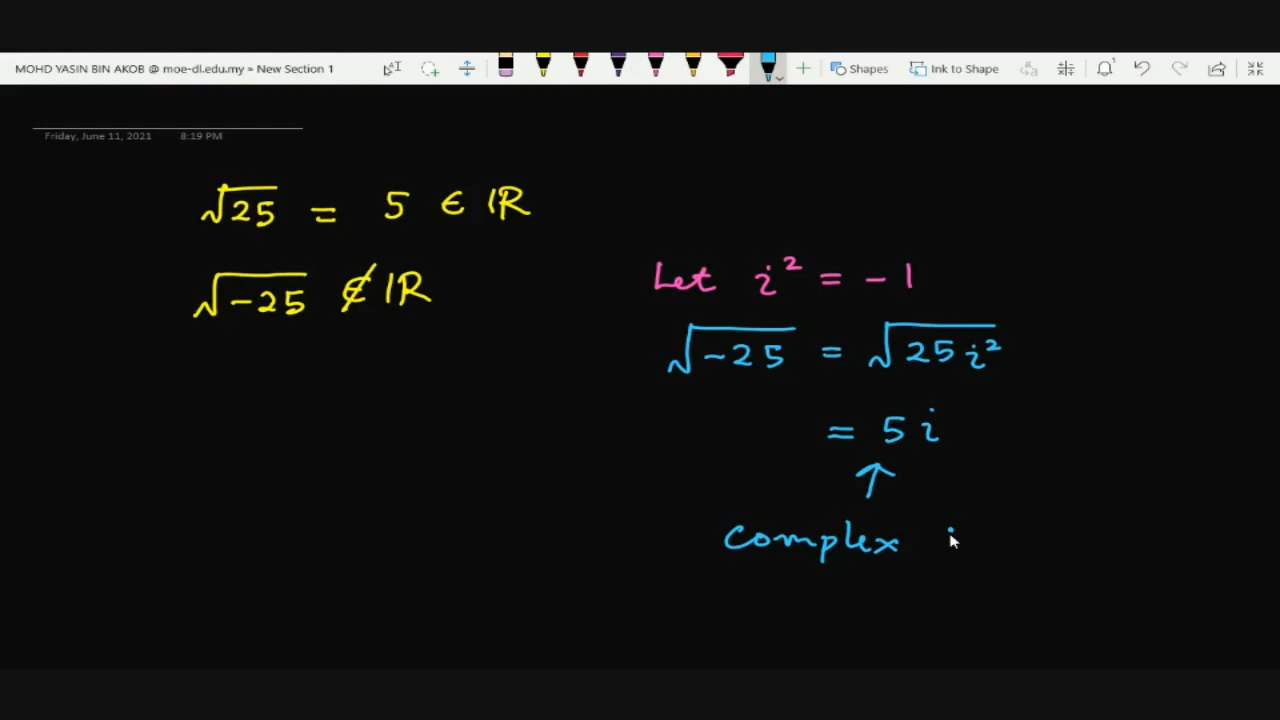 MOHD YASIN BIN AKOB @ moe-dl.edu.my » New Section 1
Shapes
Ink to Shape
Friday, June 11, 2021 8:19 PM
√25 = 5 ∈ ℝ
√-25 ∉ ℝ
Let i² = -1
√-25 = √25i²
= 5i
↑
complex